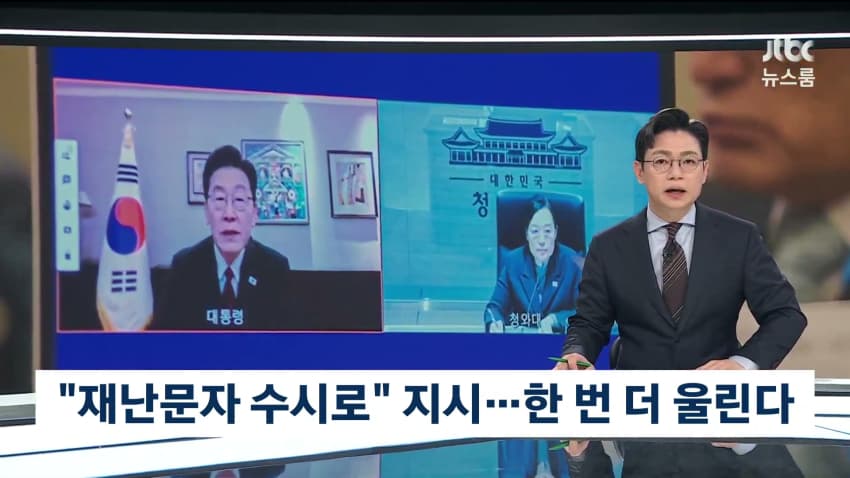 jtbc
뉴스룸
대한민국
청
대통령
청와대
"재난문자 수시로" 지시…한 번 더 울린다